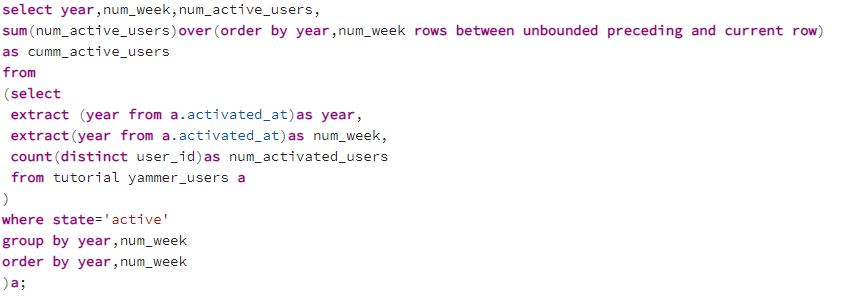 select year,num_week,num_active_users,
sum(num_active_users)over(order by year,num_week rows between unbounded preceding and current row)
as cumm_active_users
from
(select
extract (year from a.activated_at)as year,
extract(year from a.activated_at)as num_week,
count(distinct user_id)as num_activated_users
from tutorial yammer_users a
)
where state='active'
group by year,num_week
order by year,num_week
)a;